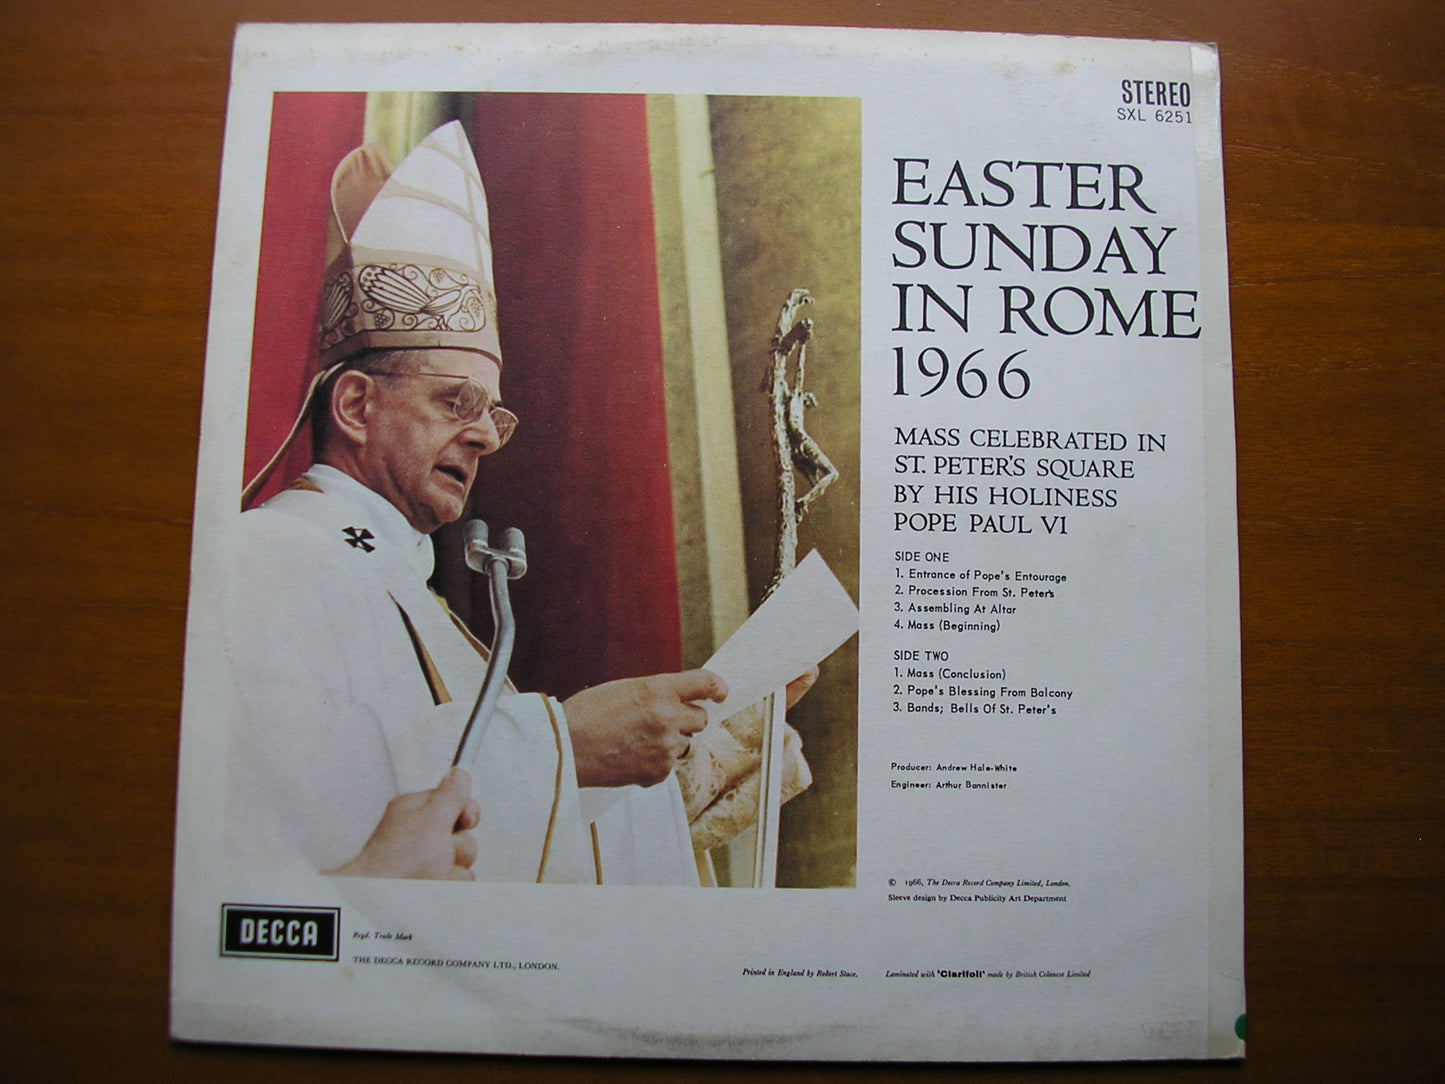 STEREO
SXL 6251
EASTER
SUNDAY
IN ROME
1966
MASS CELEBRATED IN
ST. PETER'S SQUARE
BY HIS HOLINESS
POPE PAUL VI
SIDE ONE
1. Entrance of Pope's Entourage
2. Procession From St. Peter's
3. Assembling At Altar
4. Mass (Beginning)
SIDE TWO
1. Mass (Conclusion)
2. Pope's Blessing From Balcony
3. Bands; Bells Of St. Peter's
Producer: Andrew Hale-White
Engineer: Arthur Bannister
© 1966, The Decca Record Company Limited, London.
Sleeve design by Decca Publicity Art Department
DECCA
Regd. Trade Mark
THE DECCA RECORD COMPANY LTD., LONDON.
Printed in England by Robert Stace.
Laminated with 'Clarifoil' made by British Celanese Limited